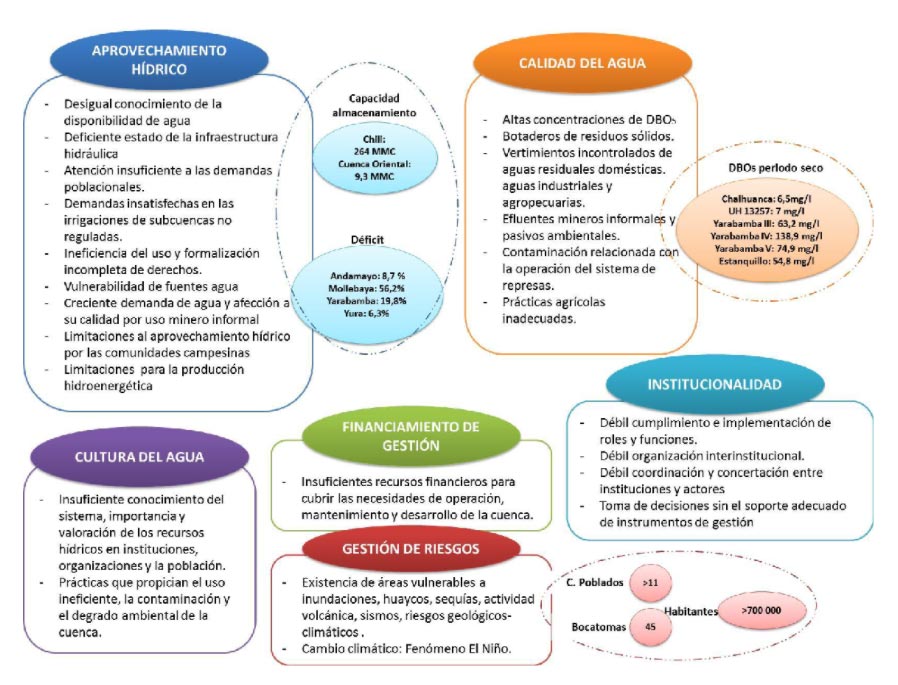 APROVECHAMIENTO
HÍDRICO
- Desigual conocimiento de la
disponibilidad de agua
- Deficiente estado de la infraestructura
hidráulica
- Atención insuficiente a las demandas
poblacionales.
- Demandas insatisfechas en las
irrigaciones de subcuencas no
reguladas.
- Ineficiencia del uso y formalización
incompleta de derechos.
- Vulnerabilidad de fuentes agua
- Creciente demanda de agua y afección a
su calidad por uso minero informal
- Limitaciones al aprovechamiento hídrico
por las comunidades campesinas
- Limitaciones para la producción
hidroenergética
Capacidad
almacenamiento
Chili:
264 MMC
Cuenca Oriental:
9,3 MMC
Déficit
Andamayo: 8,7 %
Mollebaya: 56,2%
Yarabamba: 19,8%
Yura: 6,3%
CALIDAD DEL AGUA
- Altas concentraciones de DBO5
- Botaderos de residuos sólidos.
- Vertimientos incontrolados de
aguas residuales domésticas.
aguas industriales y
agropecuarias.
- Efluentes mineros informales y
pasivos ambientales.
- Contaminación relacionada con
la operación del sistema de
represas.
- Prácticas agrícolas
inadecuadas.
DBOs periodo seco
Chalhuanca: 6,5mg/l
UH 13257: 7 mg/l
Yarabamba III: 63,2 mg/l
Yarabamba IV: 138,9 mg/l
Yarabamba V: 74,9 mg/l
Estanquillo: 54,8 mg/l
INSTITUCIONALIDAD
- Débil cumplimiento e implementación de
roles y funciones.
- Débil organización interinstitucional.
- Débil coordinación y concertación entre
instituciones y actores
- Toma de decisiones sin el soporte adecuado
de instrumentos de gestión
FINANCIAMIENTO DE
GESTIÓN
- Insuficientes recursos financieros para
cubrir las necesidades de operación,
mantenimiento y desarrollo de la cuenca.
CULTURA DEL AGUA
- Insuficiente conocimiento del
sistema, importancia y
valoración de los recursos
hídricos en instituciones,
organizaciones y la población.
- Prácticas que propician el uso
ineficiente, la contaminación y
el degrado ambiental de la
cuenca.
GESTIÓN DE RIESGOS
- Existencia de áreas vulnerables a
inundaciones, huaycos, sequías, actividad
volcánica, sismos, riesgos geológicos-
climáticos .
- Cambio climático: Fenómeno El Niño.
C. Poblados >11
Habitantes >700 000
Bocatomas 45